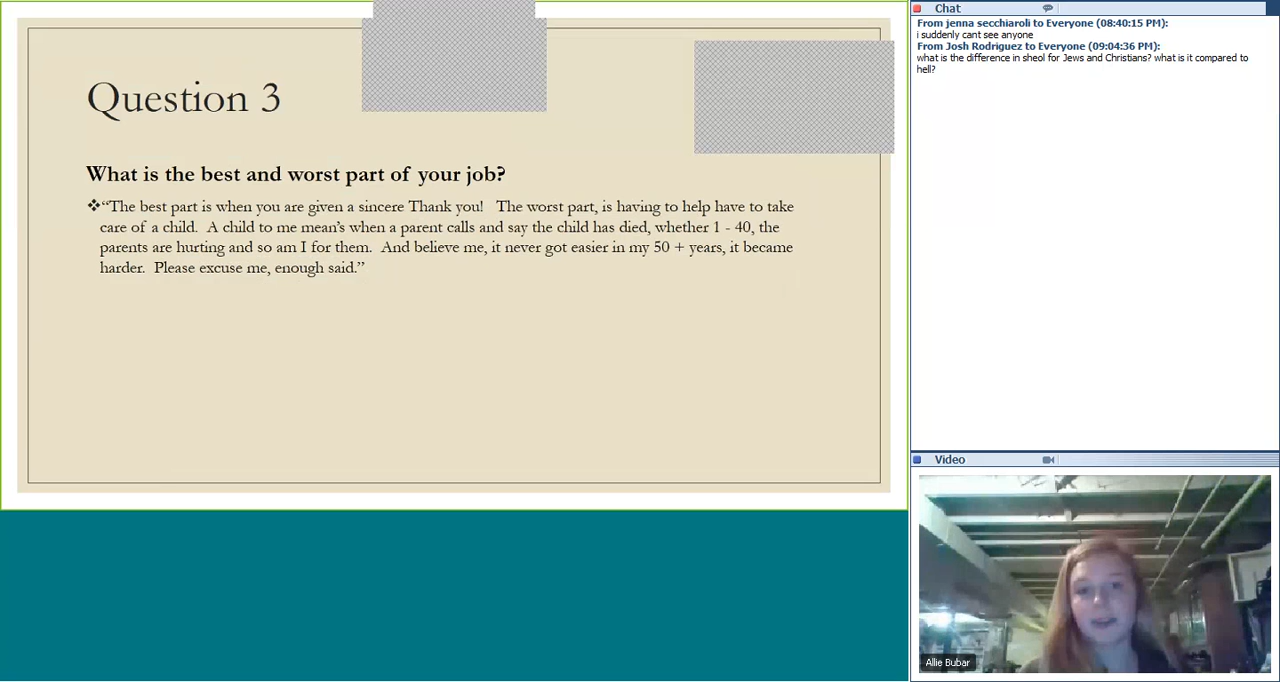 Question 3
What is the best and worst part of your job?
❖“The best part is when you are given a sincere Thank you!   The worst part, is having to help have to take
care of a child.  A child to me mean’s when a parent calls and say the child has died, whether 1 - 40, the
parents are hurting and so am I for them.  And believe me, it never got easier in my 50 + years, it became
harder.  Please excuse me, enough said.”
Chat
From jenna secchiaroli to Everyone (08:40:15 PM):
i suddenly cant see anyone
From Josh Rodriguez to Everyone (09:04:36 PM):
what is the difference in sheol for Jews and Christians? what is it compared to
hell?
Video
Allie Bubar